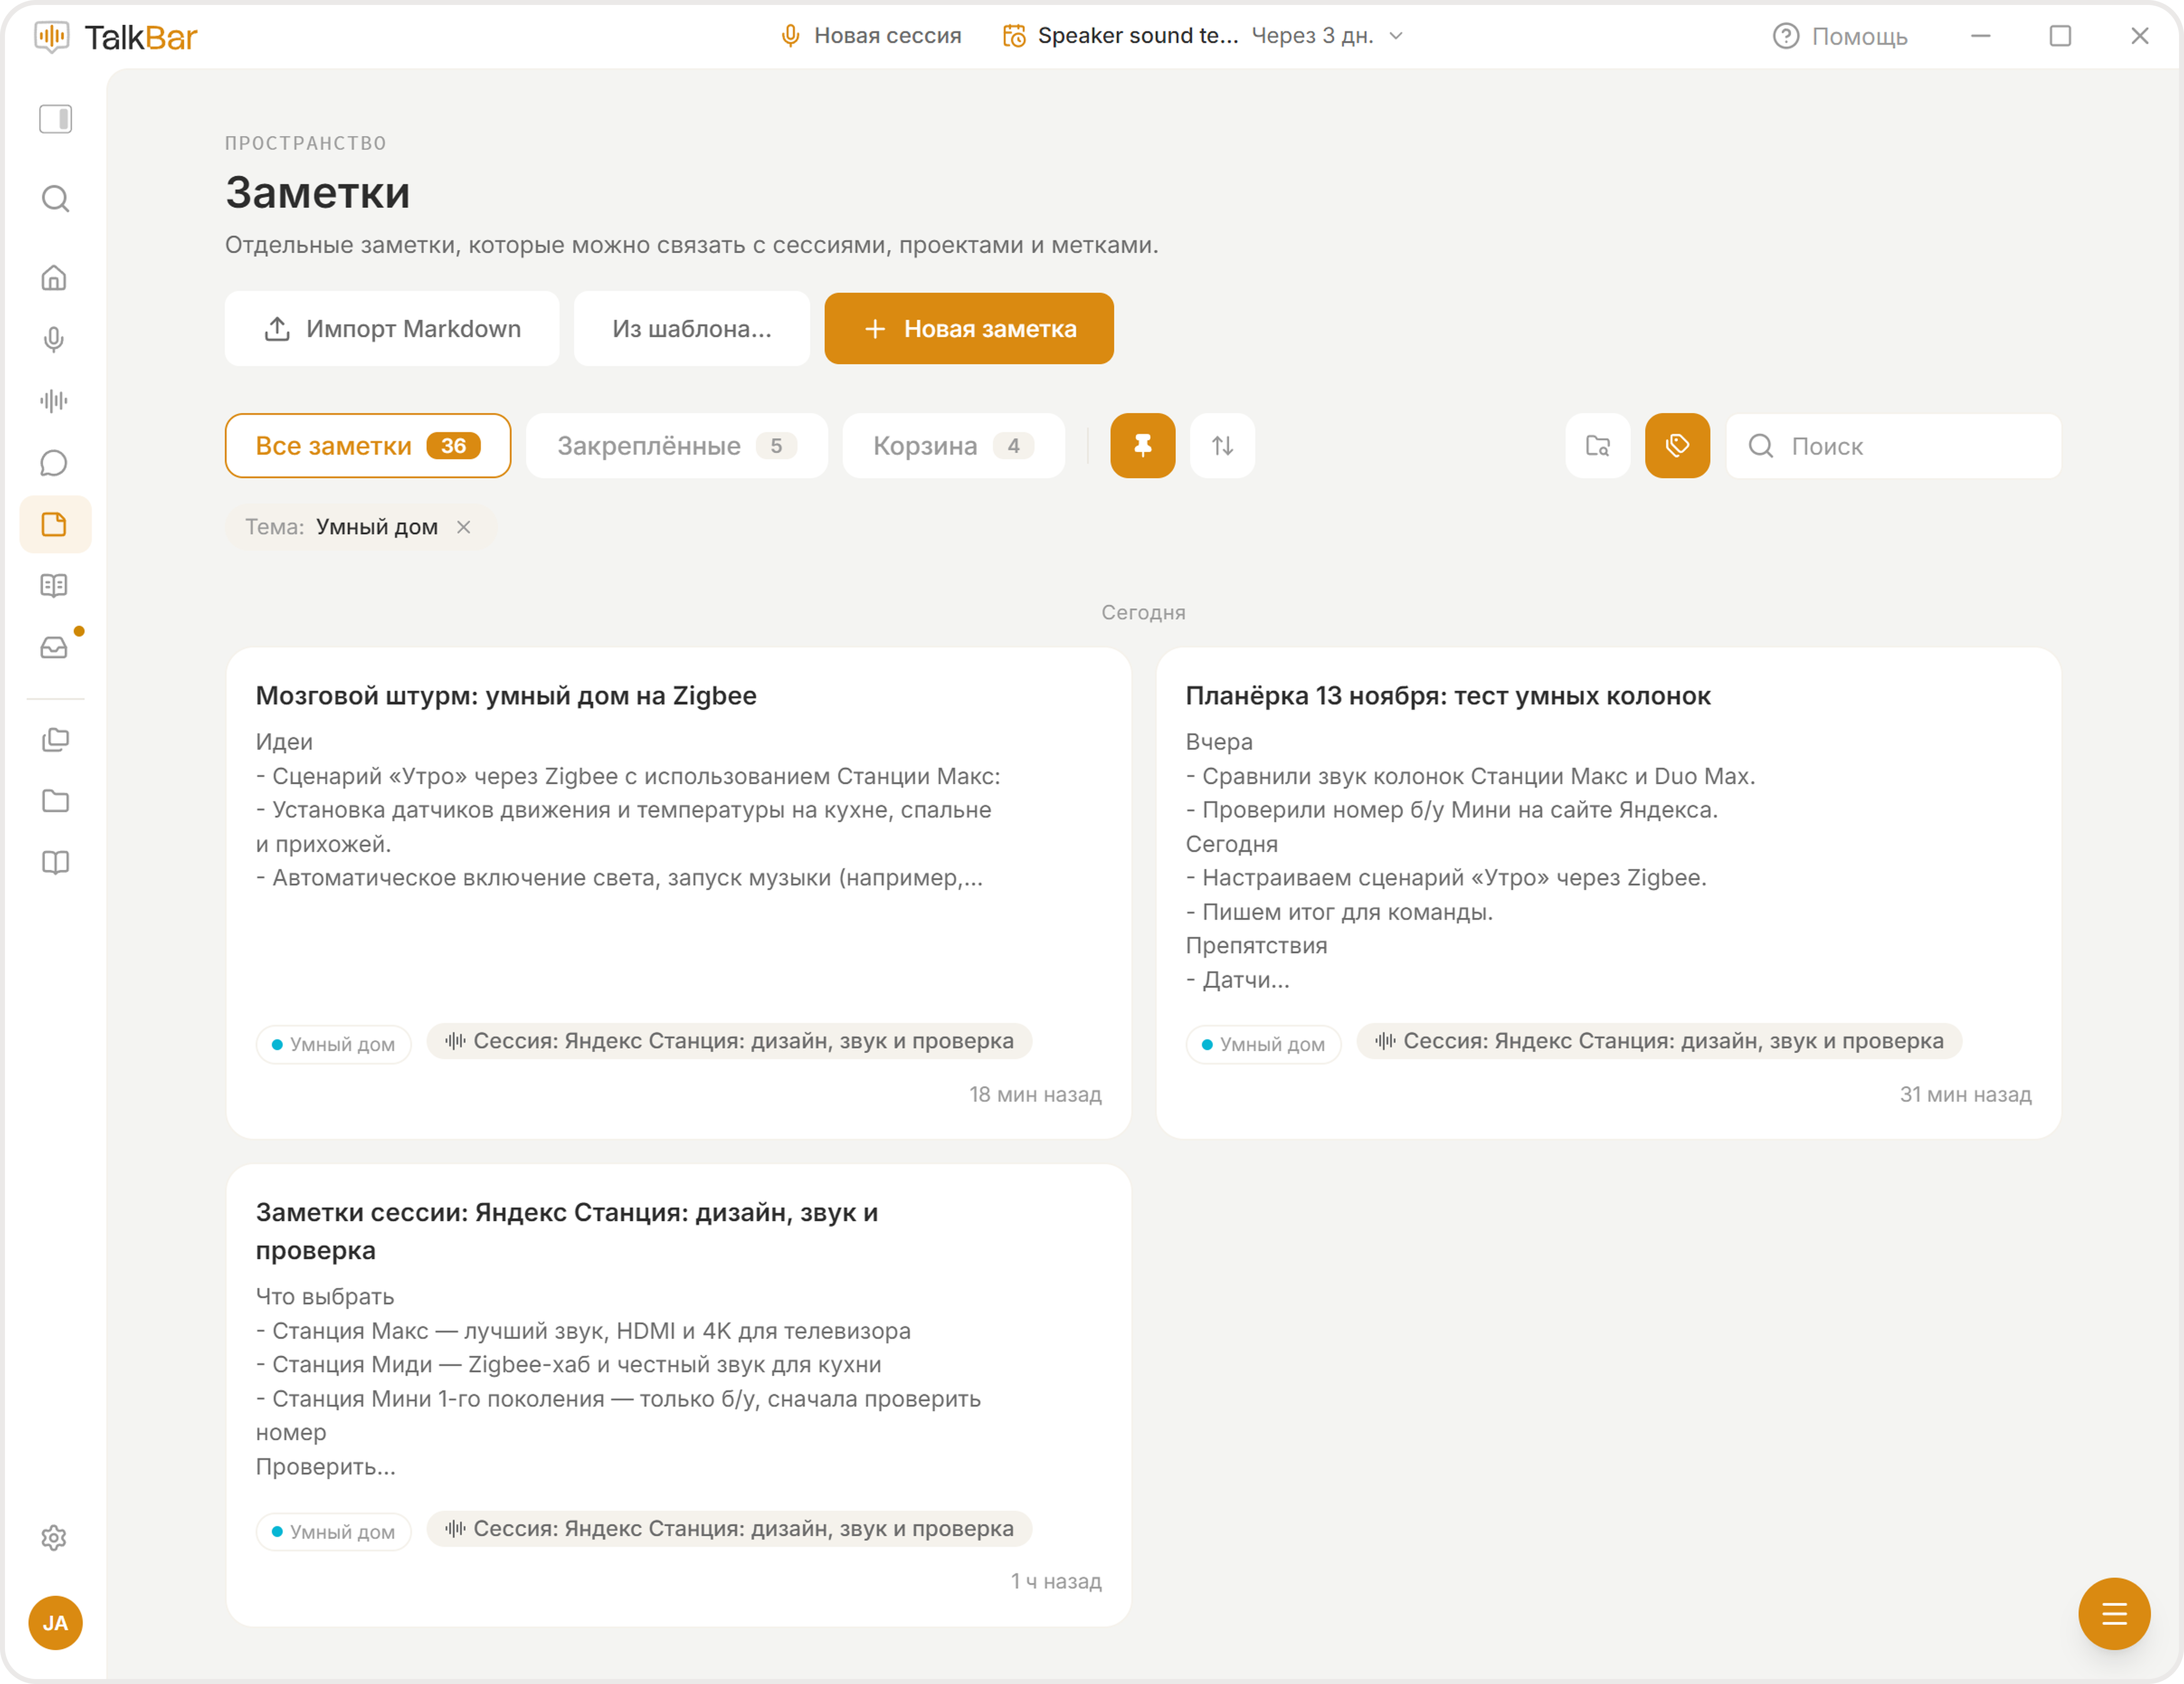 TalkBar
Новая сессия
Speaker sound te... Через 3 дн.
Помощь
ПРОСТРАНСТВО
Заметки
Отдельные заметки, которые можно связать с сессиями, проектами и метками.
Импорт Markdown
Из шаблона...
Новая заметка
Все заметки 36
Закреплённые 5
Корзина 4
Поиск
Тема: Умный дом
Сегодня
Мозговой штурм: умный дом на Zigbee
Идеи
- Сценарий «Утро» через Zigbee с использованием Станции Макс:
- Установка датчиков движения и температуры на кухне, спальне
и прихожей.
- Автоматическое включение света, запуск музыки (например,...
Умный дом
Сессия: Яндекс Станция: дизайн, звук и проверка
18 мин назад
Планёрка 13 ноября: тест умных колонок
Вчера
- Сравнили звук колонок Станции Макс и Duo Max.
- Проверили номер б/у Мини на сайте Яндекса.
Сегодня
- Настраиваем сценарий «Утро» через Zigbee.
- Пишем итог для команды.
Препятствия
- Датчи...
Умный дом
Сессия: Яндекс Станция: дизайн, звук и проверка
31 мин назад
Заметки сессии: Яндекс Станция: дизайн, звук и
проверка
Что выбрать
- Станция Макс — лучший звук, HDMI и 4K для телевизора
- Станция Миди — Zigbee-хаб и честный звук для кухни
- Станция Мини 1-го поколения — только б/у, сначала проверить
номер
Проверить...
Умный дом
Сессия: Яндекс Станция: дизайн, звук и проверка
1 ч назад
JA